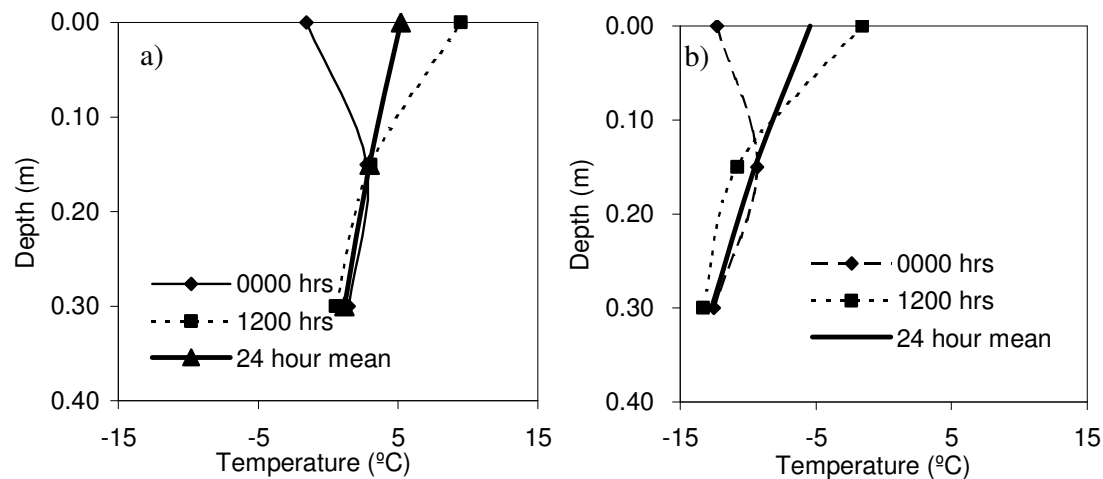 a)
0.00
0.10
0.20
0.30
0.40
Depth (m)
0000 hrs
1200 hrs
24 hour mean
-15
-5
5
15
Temperature (ºC)
b)
0.00
0.10
0.20
0.30
0.40
Depth (m)
0000 hrs
1200 hrs
24 hour mean
-15
-5
5
15
Temperature (ºC)